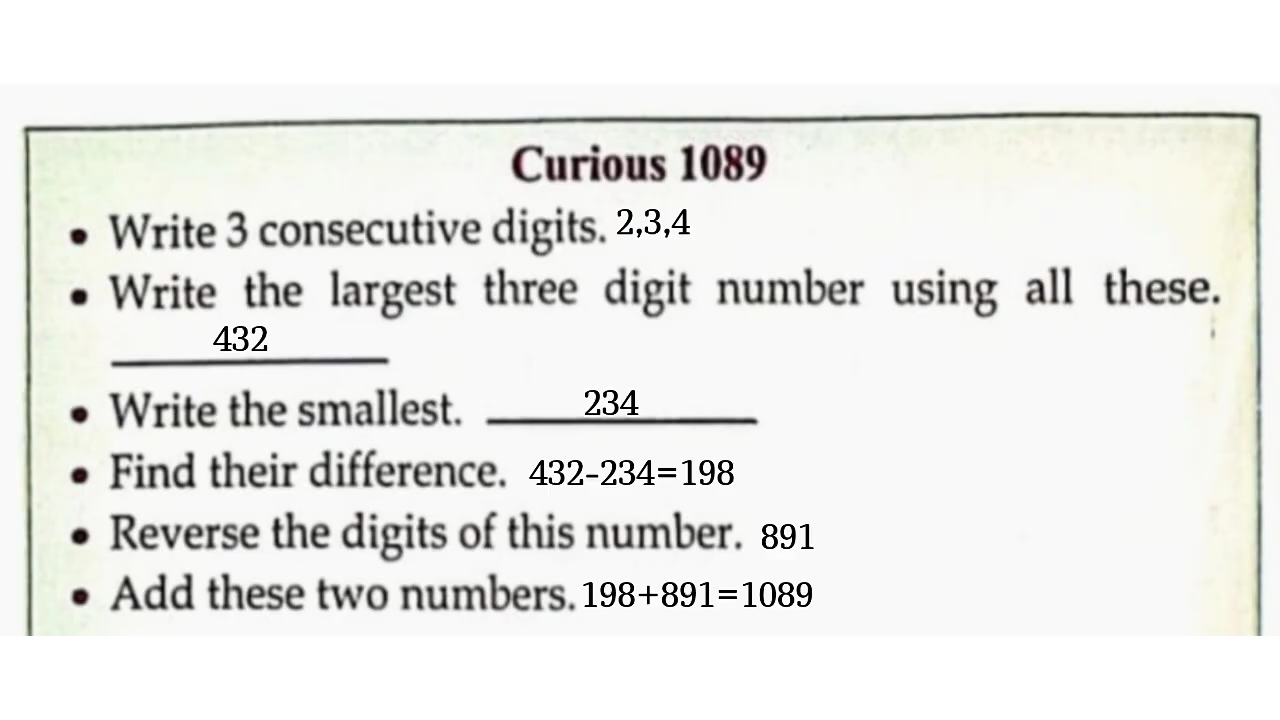 Curious 1089
• Write 3 consecutive digits. 2,3,4
• Write the largest three digit number using all these.
432
• Write the smallest. 234
• Find their difference. 432-234=198
• Reverse the digits of this number. 891
• Add these two numbers. 198+891=1089